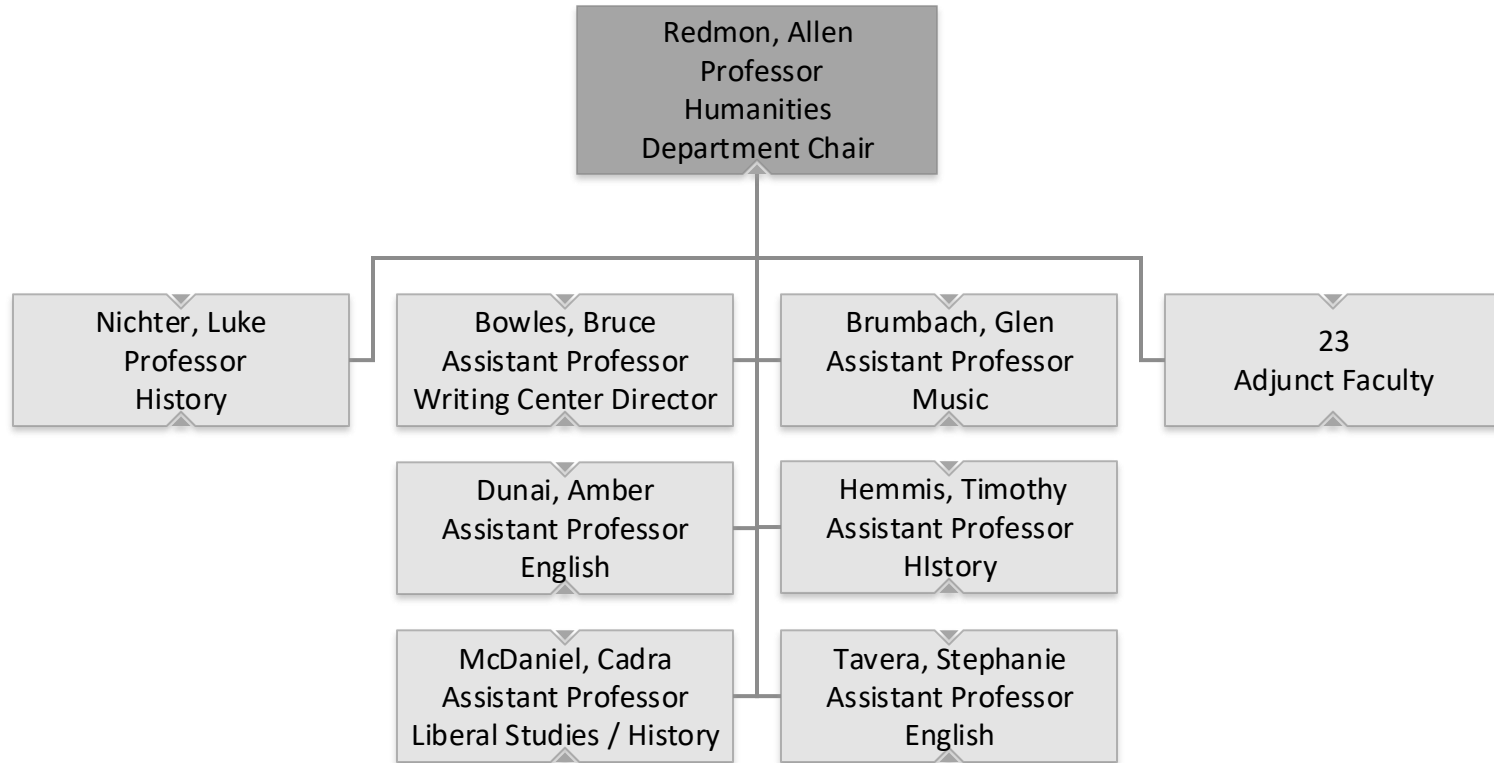 Redmon, Allen
Professor
Humanities
Department Chair
Nichter, Luke
Professor
History
Bowles, Bruce
Assistant Professor
Writing Center Director
Brumbach, Glen
Assistant Professor
Music
23
Adjunct Faculty
Dunai, Amber
Assistant Professor
English
Hemmis, Timothy
Assistant Professor
HIstory
McDaniel, Cadra
Assistant Professor
Liberal Studies / History
Tavera, Stephanie
Assistant Professor
English